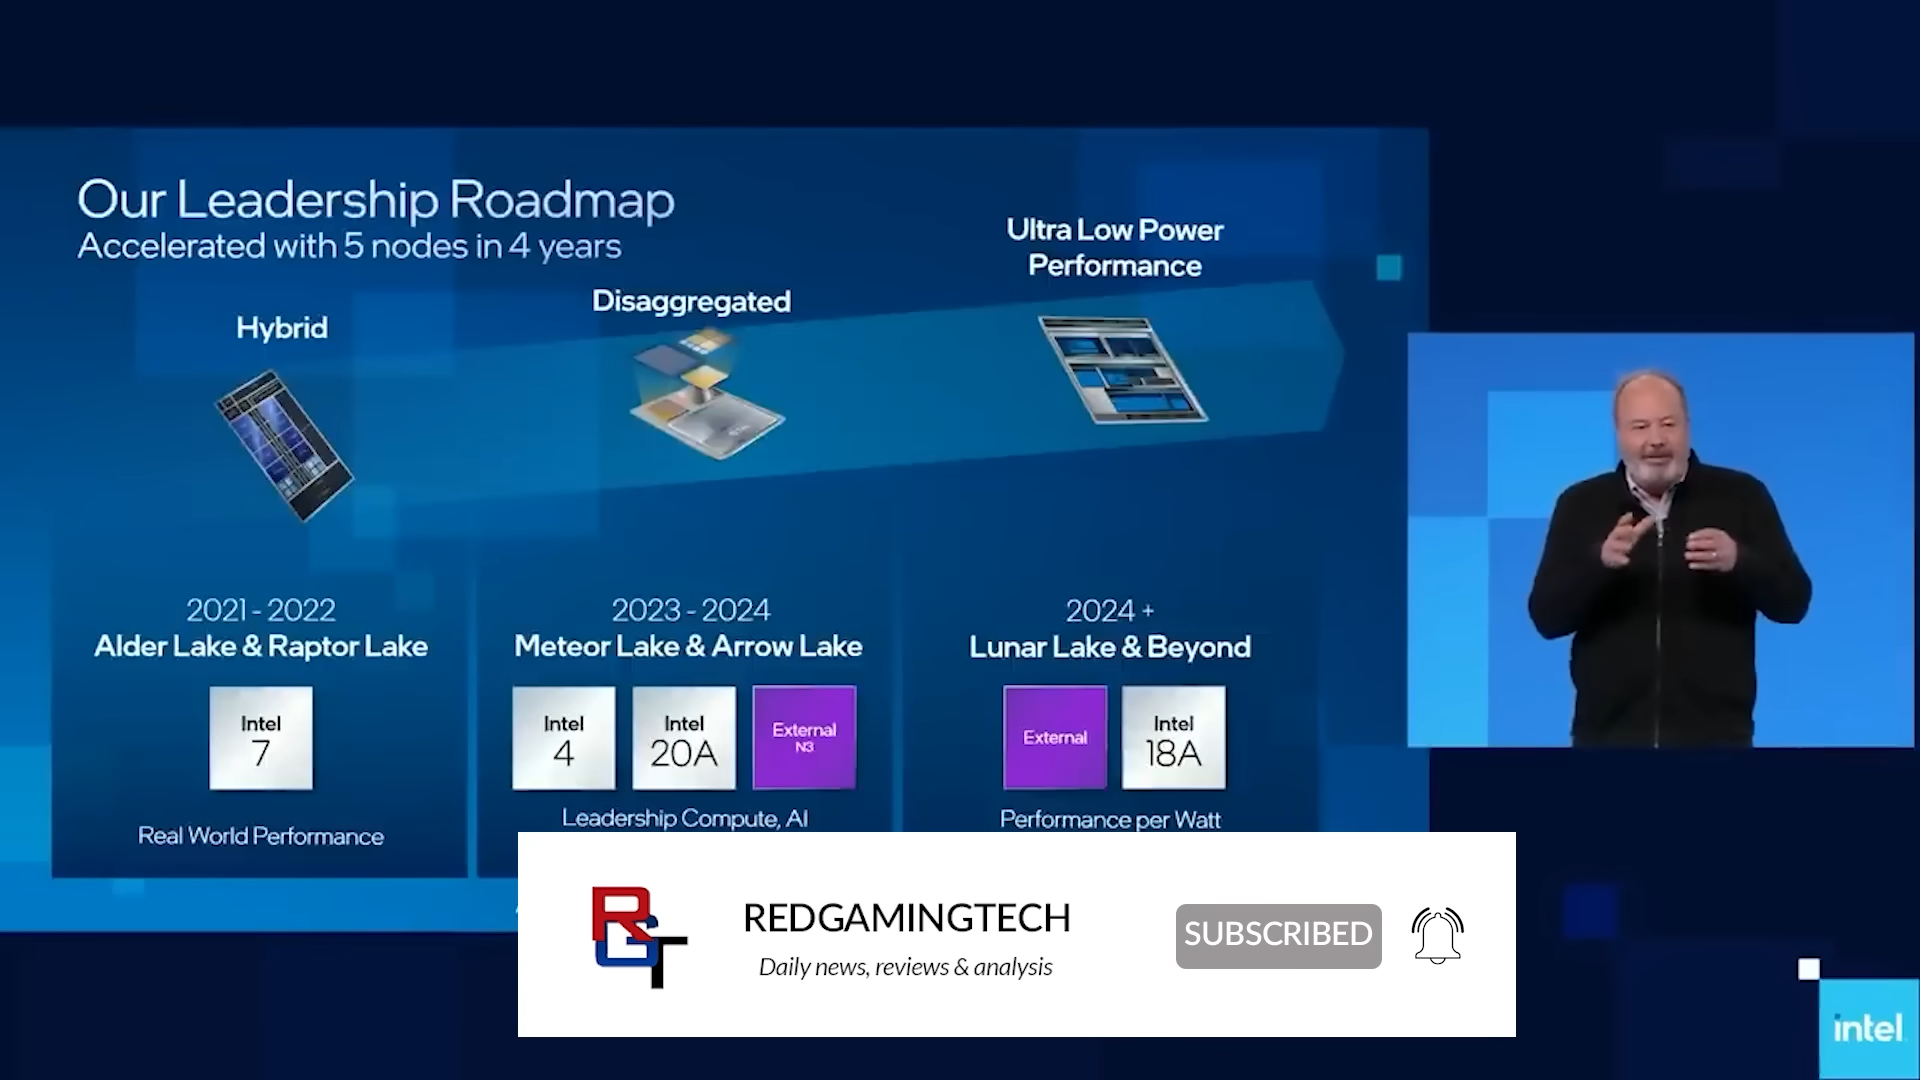 Our Leadership Roadmap
Accelerated with 5 nodes in 4 years
Hybrid
Disaggregated
Ultra Low Power
Performance
2021 - 2022
Alder Lake & Raptor Lake
Intel
7
Real World Performance
2023 - 2024
Meteor Lake & Arrow Lake
Intel
4
Intel
20A
External
N3
Leadership Compute, AI
2024 +
Lunar Lake & Beyond
External
Intel
18A
Performance per Watt
RGT
REDGAMINGTECH
Daily news, reviews & analysis
SUBSCRIBED
intel